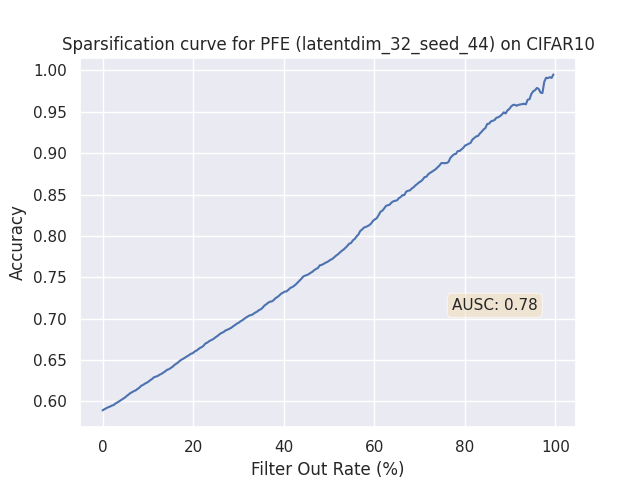 Sparsification curve for PFE (latentdim_32_seed_44) on CIFAR10
1.00
0.95
0.90
0.85
0.80
0.75
0.70
0.65
0.60
Accuracy
AUSC: 0.78
0 20 40 60 80 100
Filter Out Rate (%)